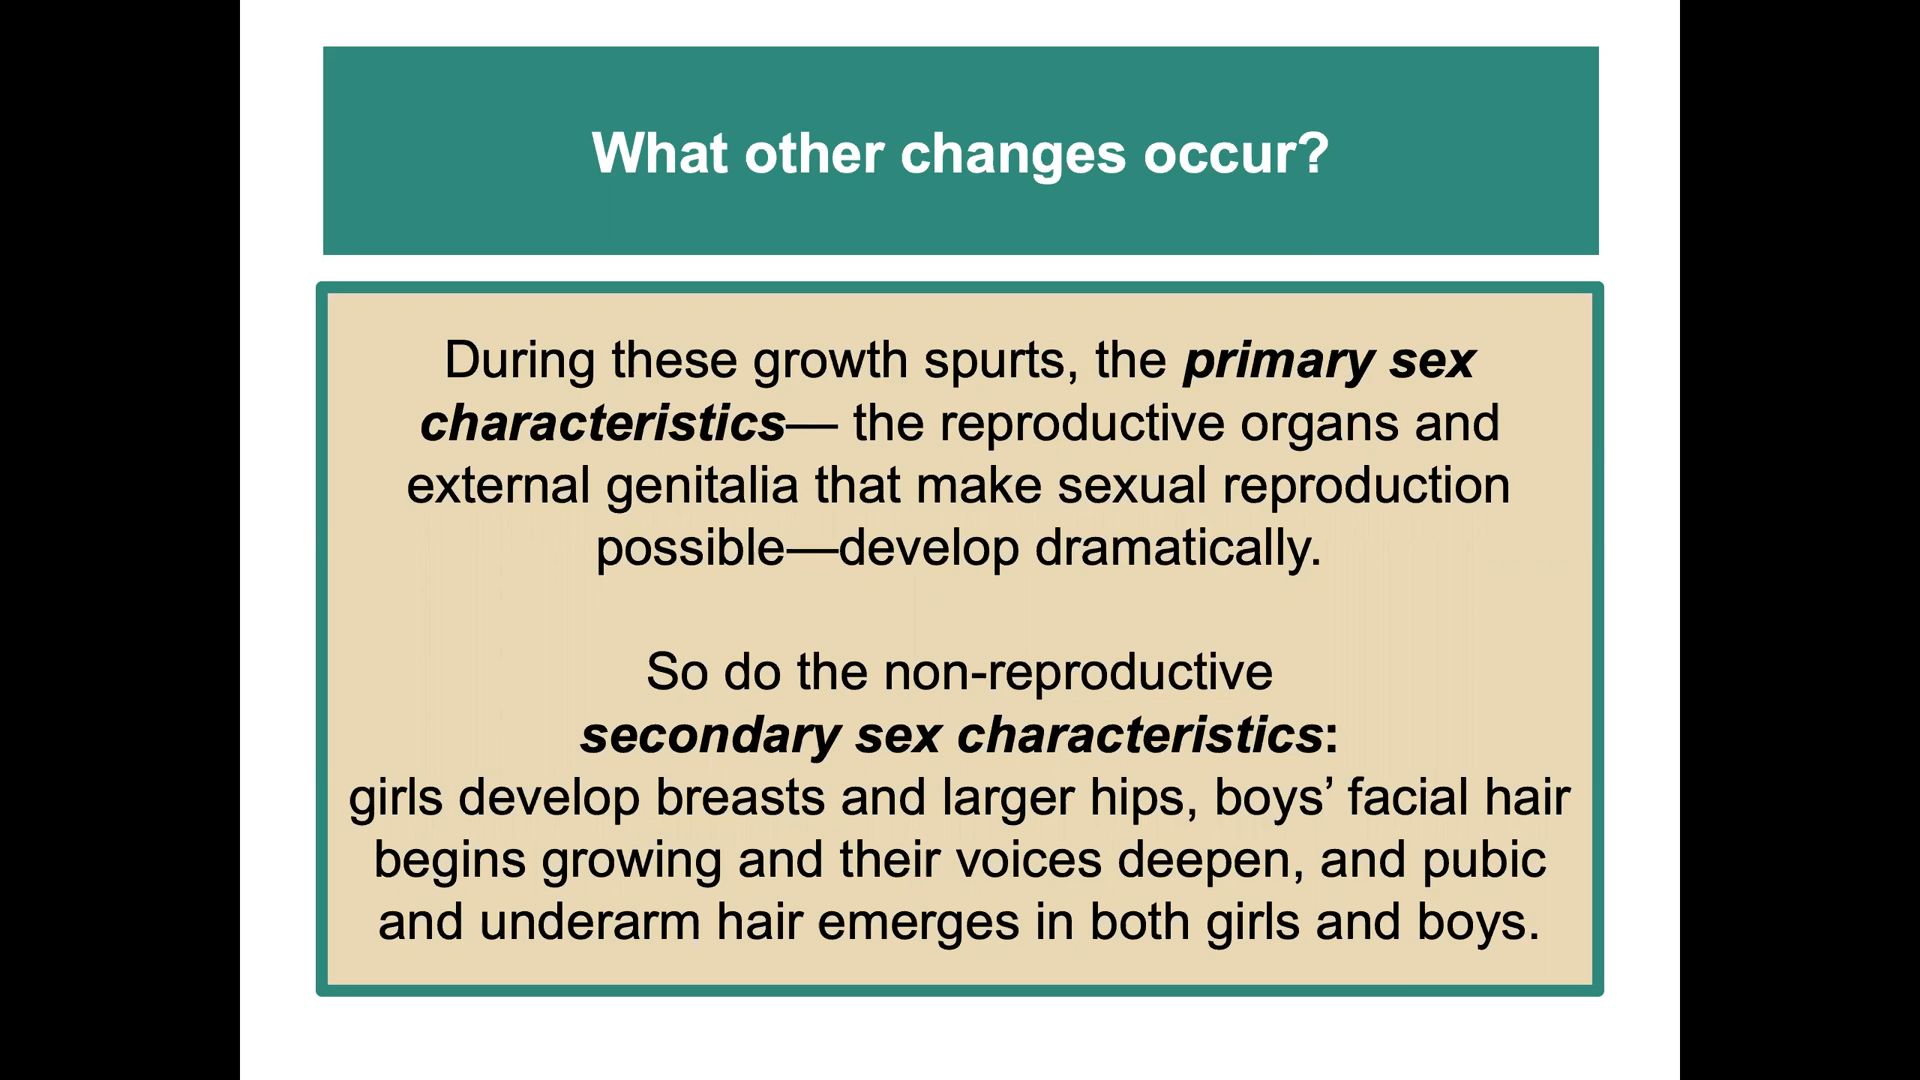 What other changes occur?
During these growth spurts, the primary sex
characteristics— the reproductive organs and
external genitalia that make sexual reproduction
possible—develop dramatically.
So do the non-reproductive
secondary sex characteristics:
girls develop breasts and larger hips, boys’ facial hair
begins growing and their voices deepen, and pubic
and underarm hair emerges in both girls and boys.